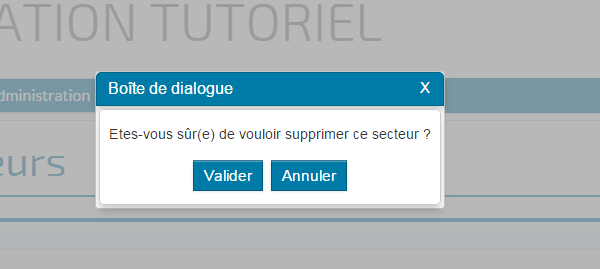 ATION TUTORIEL
dministration
Boîte de dialogue X
eurs
Etes-vous sûr(e) de vouloir supprimer ce secteur ?
Valider Annuler